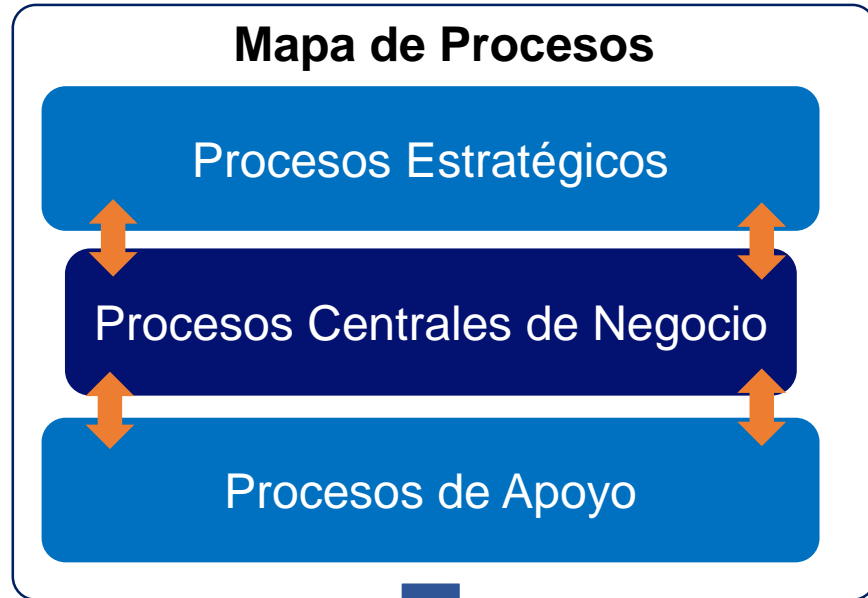 Mapa de Procesos
Procesos Estratégicos
Procesos Centrales de Negocio
Procesos de Apoyo